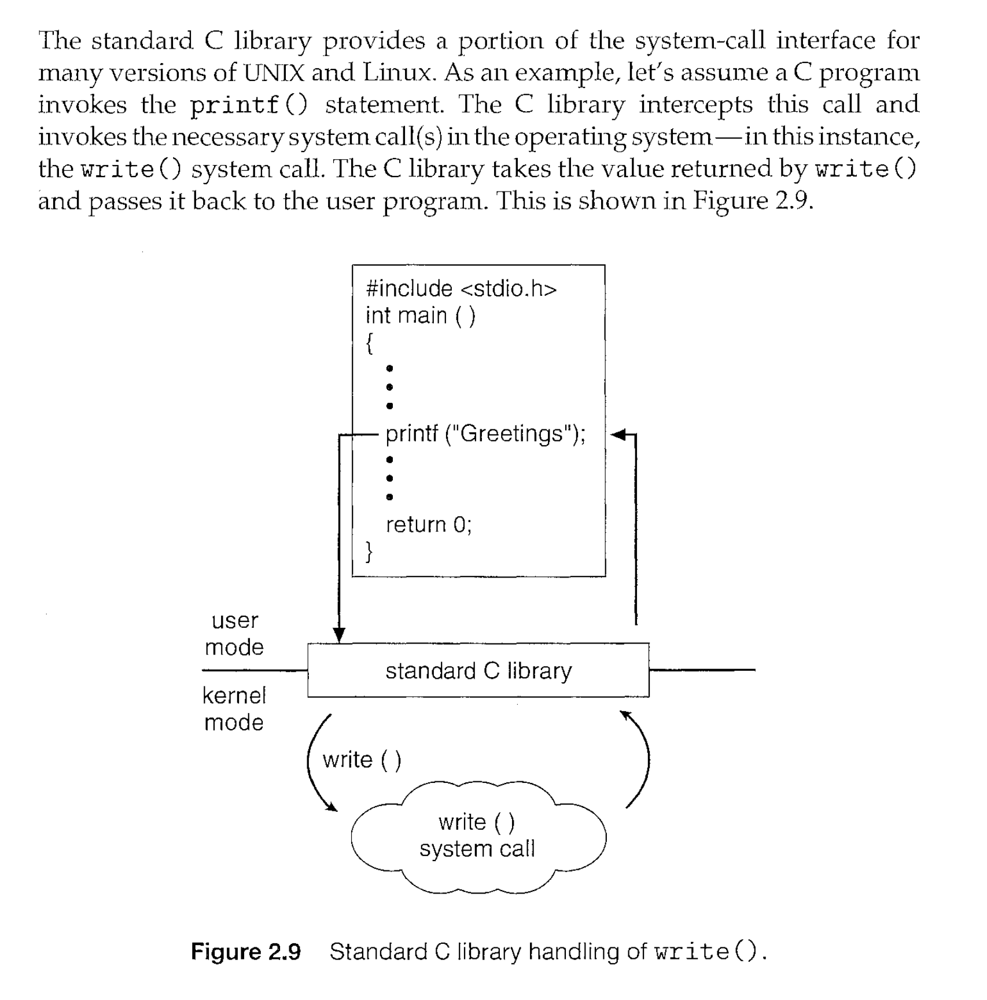 The standard C library provides a portion of the system-call interface for
many versions of UNIX and Linux. As an example, let's assume a C program
invokes the printf() statement. The C library intercepts this call and
invokes the necessary system call(s) in the operating system—in this instance,
the write() system call. The C library takes the value returned by write()
and passes it back to the user program. This is shown in Figure 2.9.
#include <stdio.h>
int main ( )
{
•
•
•
printf ("Greetings");
•
•
•
return 0;
}
user
mode
standard C library
kernel
mode
write ( )
write ( )
system call
Figure 2.9 Standard C library handling of write().